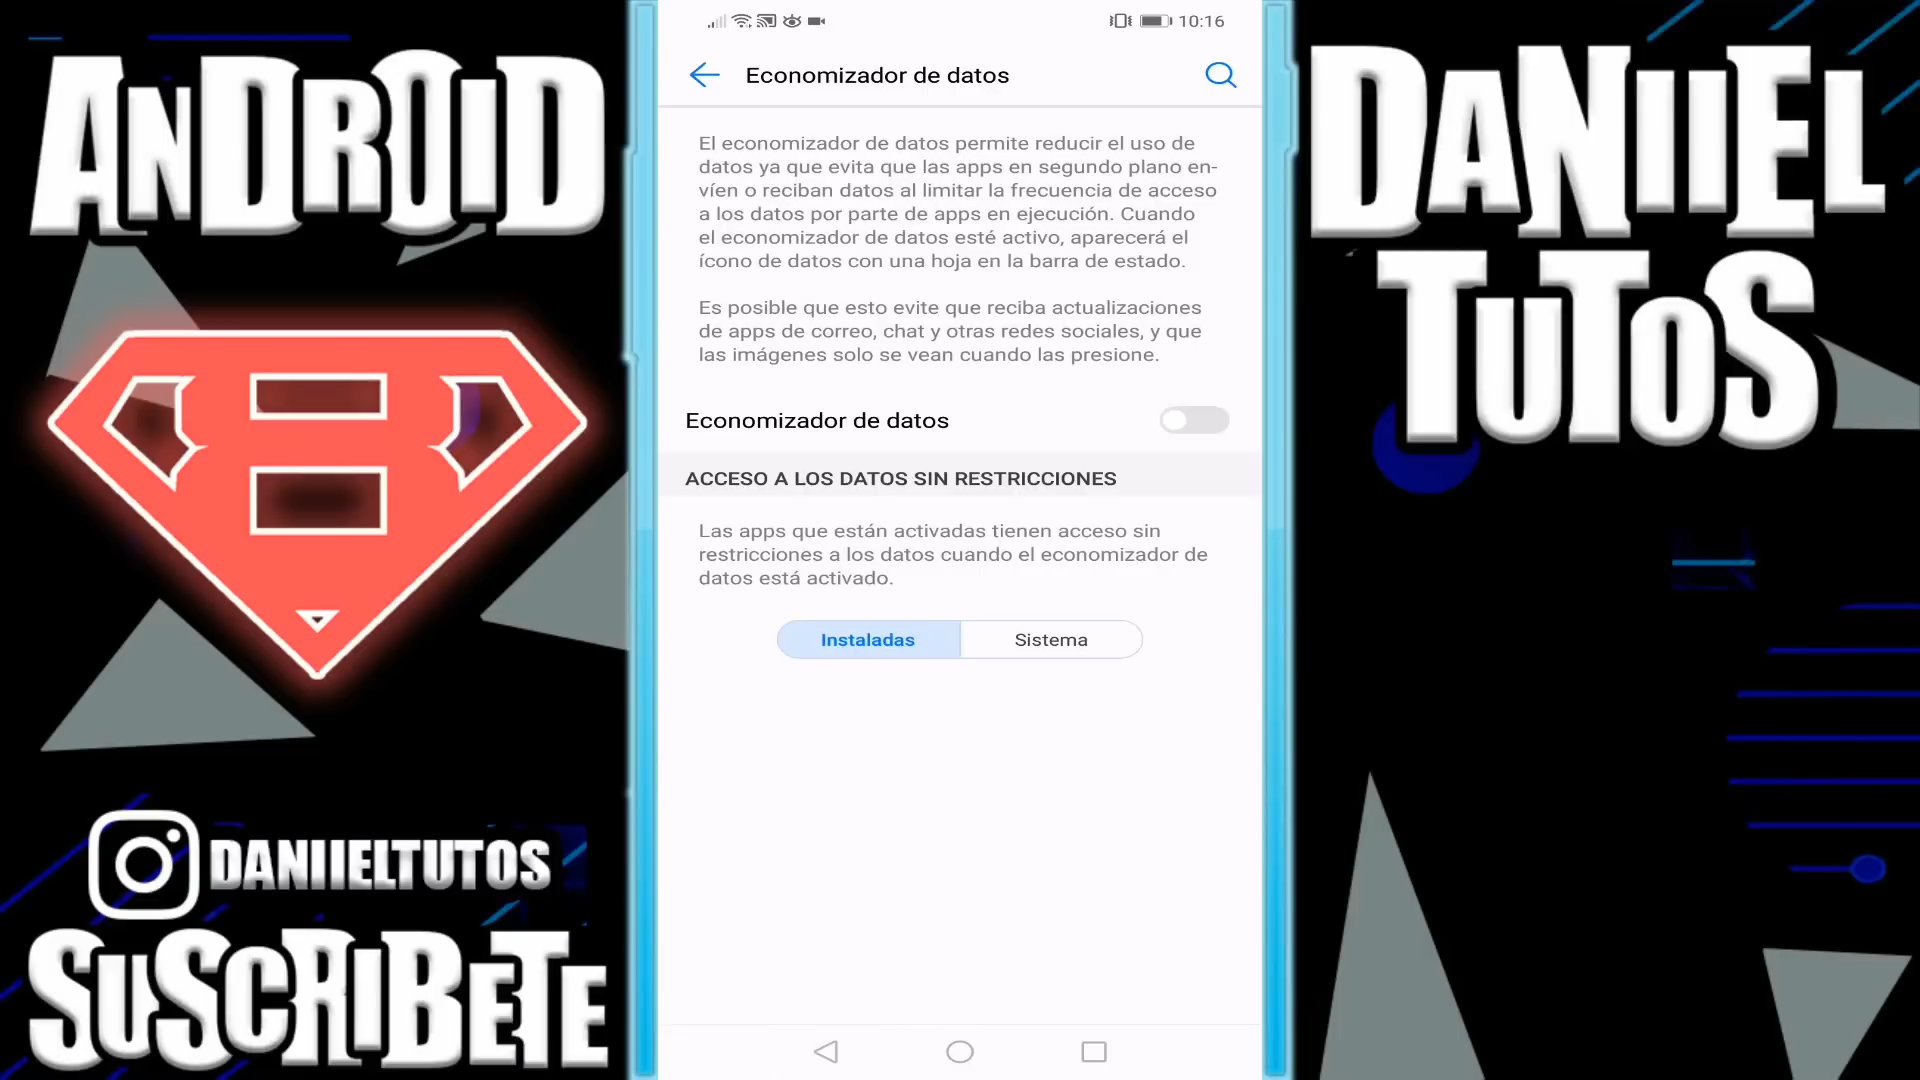 ANDROID
DANIIEL
TUTOS
10:16
Economizador de datos
El economizador de datos permite reducir el uso de
datos ya que evita que las apps en segundo plano en-
víen o reciban datos al limitar la frecuencia de acceso
a los datos por parte de apps en ejecución. Cuando
el economizador de datos esté activo, aparecerá el
ícono de datos con una hoja en la barra de estado.
Es posible que esto evite que reciba actualizaciones
de apps de correo, chat y otras redes sociales, y que
las imágenes solo se vean cuando las presione.
Economizador de datos
ACCESO A LOS DATOS SIN RESTRICCIONES
Las apps que están activadas tienen acceso sin
restricciones a los datos cuando el economizador de
datos está activado.
Instaladas
Sistema
DANIIELTUTOS
SUSCRIBETE